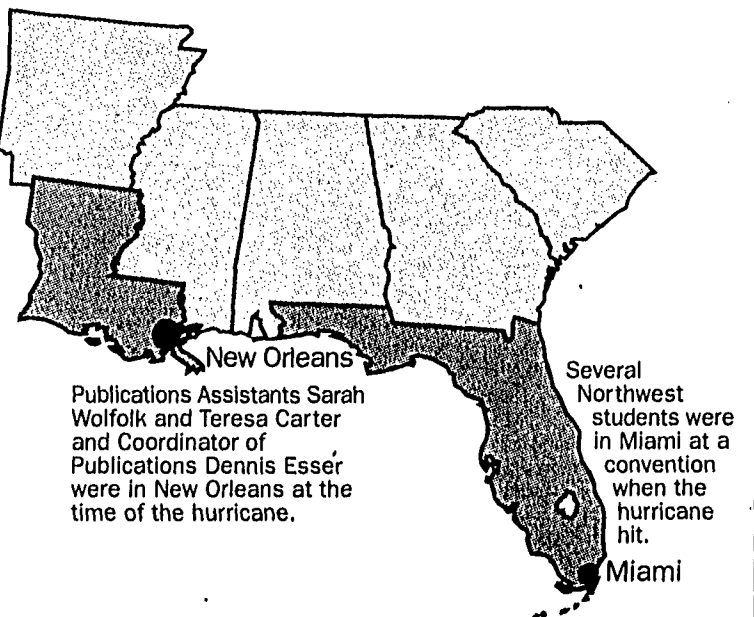 New Orleans
Publications Assistants Sarah
Wolfolk and Teresa Carter
and Coordinator of
Publications Dennis Esser
were in New Orleans at the
time of the hurricane.
Several
Northwest
students were
in Miami at a
convention
when the
hurricane
hit.
Miami